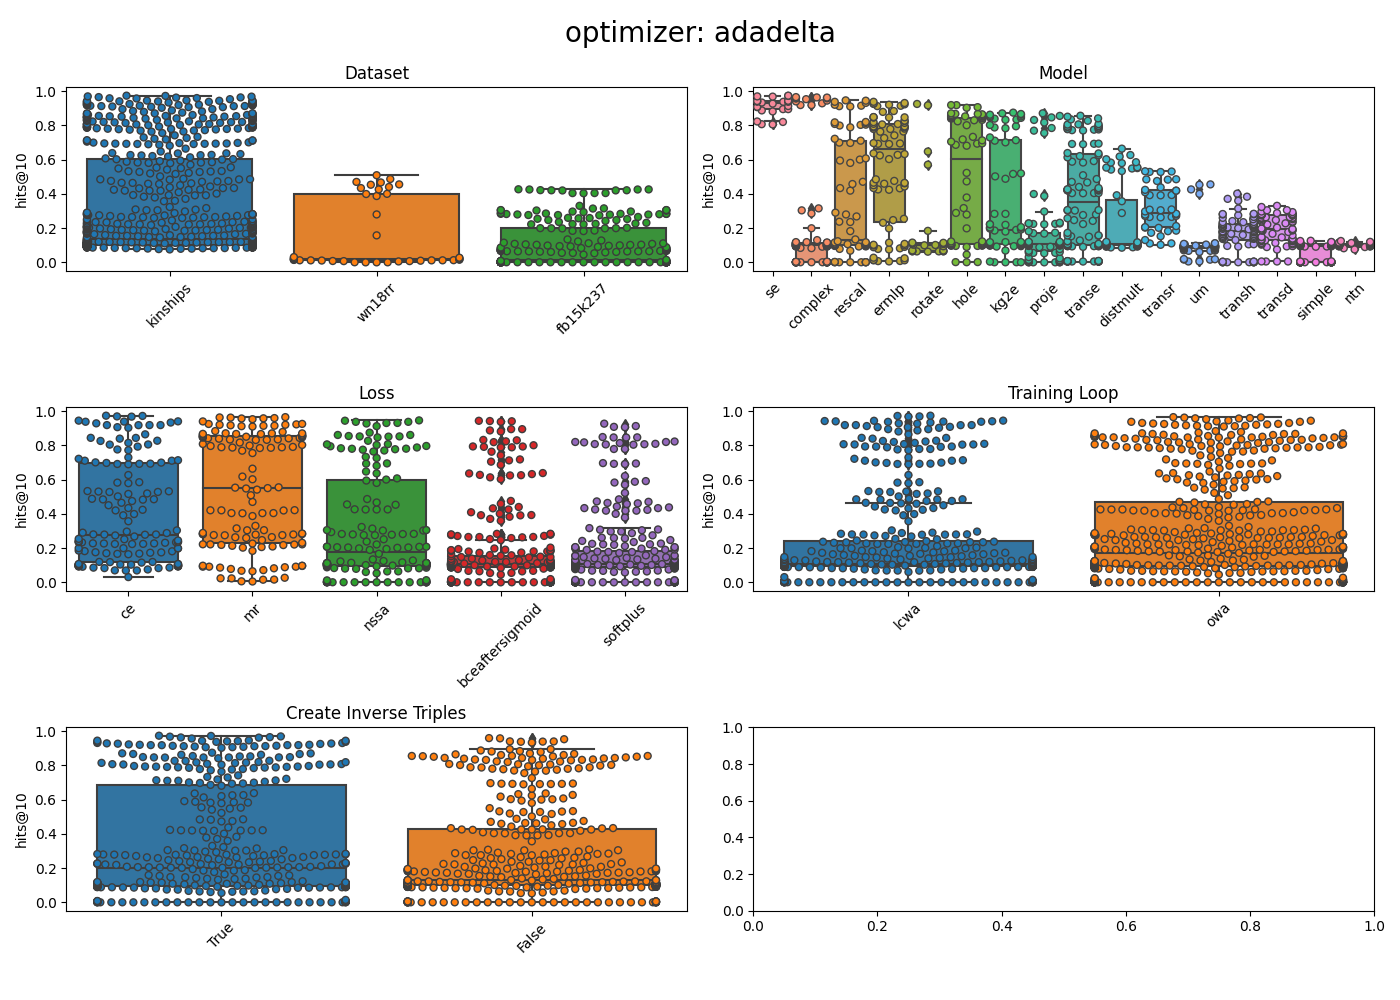 optimizer: adadelta
Dataset
hits@10
1.0
0.8
0.6
0.4
0.2
0.0
kinships
wn18rr
fb15k237
Model
hits@10
1.0
0.8
0.6
0.4
0.2
0.0
se
complex
rescal
ermlp
rotate
hole
kg2e
proje
transe
distmult
transr
um
transh
transd
simple
ntn
Loss
hits@10
1.0
0.8
0.6
0.4
0.2
0.0
ce
mr
nssa
bceaftersigmoid
softplus
Training Loop
hits@10
1.0
0.8
0.6
0.4
0.2
0.0
lcwa
owa
Create Inverse Triples
hits@10
1.0
0.8
0.6
0.4
0.2
0.0
True
False
1.0
0.8
0.6
0.4
0.2
0.0
0.0 0.2 0.4 0.6 0.8 1.0